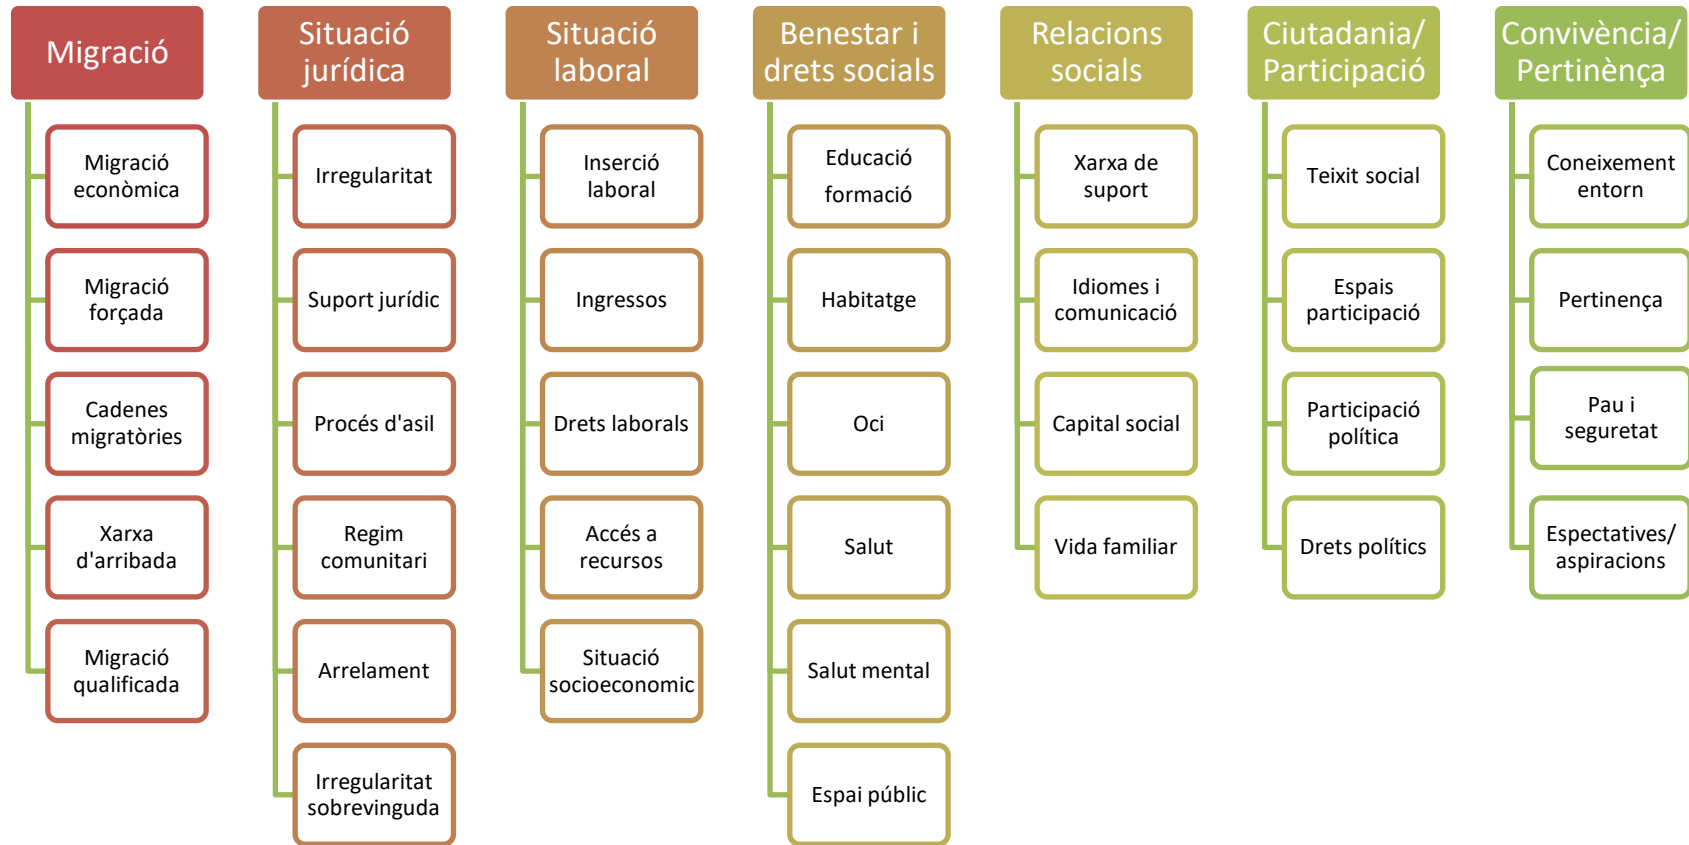 Migració
Migració
econòmica
Migració
forçada
Cadenes
migratòries
Xarxa
d'arribada
Migració
qualificada
Situació
jurídica
Irregularitat
Suport jurídic
Procés d'asil
Regim
comunitari
Arrelament
Irregularitat
sobrevinguda
Situació
laboral
Inserció
laboral
Ingressos
Drets laborals
Accés a
recursos
Situació
socioeconomic
Benestar i
drets socials
Educació
formació
Habitatge
Oci
Salut
Salut mental
Espai públic
Relacions
socials
Xarxa de
suport
Idiomes i
comunicació
Capital social
Vida familiar
Ciutadania/
Participació
Teixit social
Espais
participació
Participació
política
Drets polítics
Convivència/
Pertinènça
Coneixement
entorn
Pertinença
Pau i
seguretat
Espectatives/
aspiracions